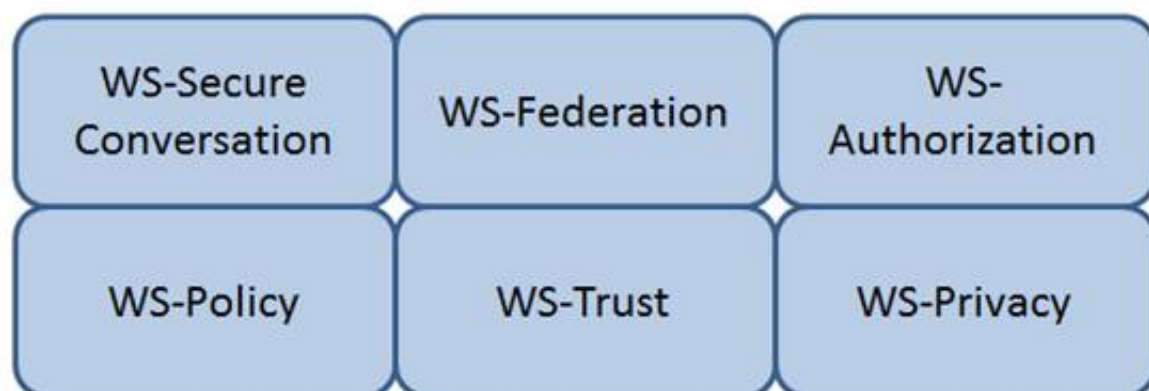 WS-Secure
Conversation
WS-Federation
WS-
Authorization
WS-Policy
WS-Trust
WS-Privacy